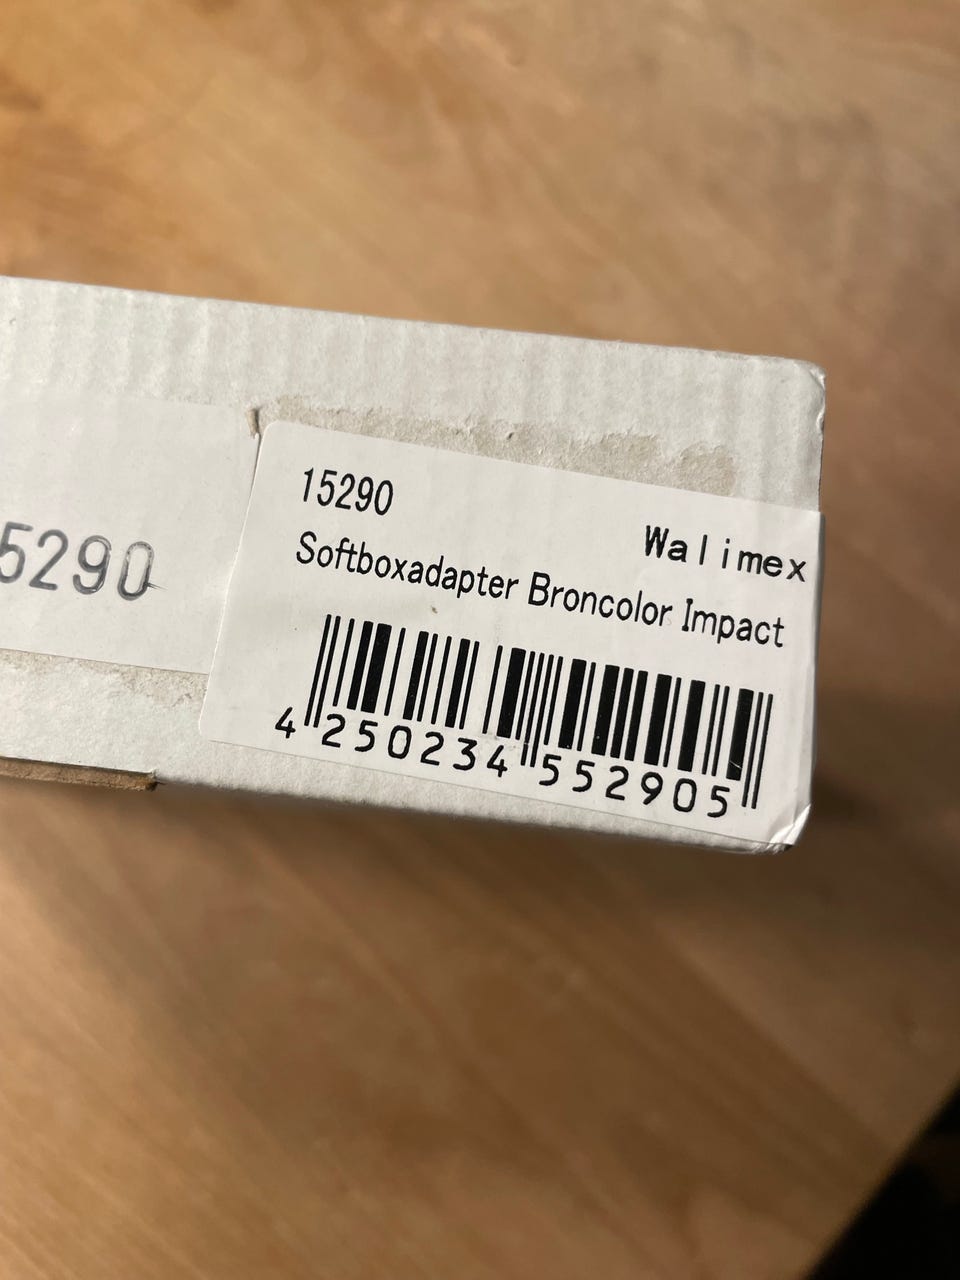 5290
15290
Walimex
Softboxadapter Broncolor Impact
4 250234 552905